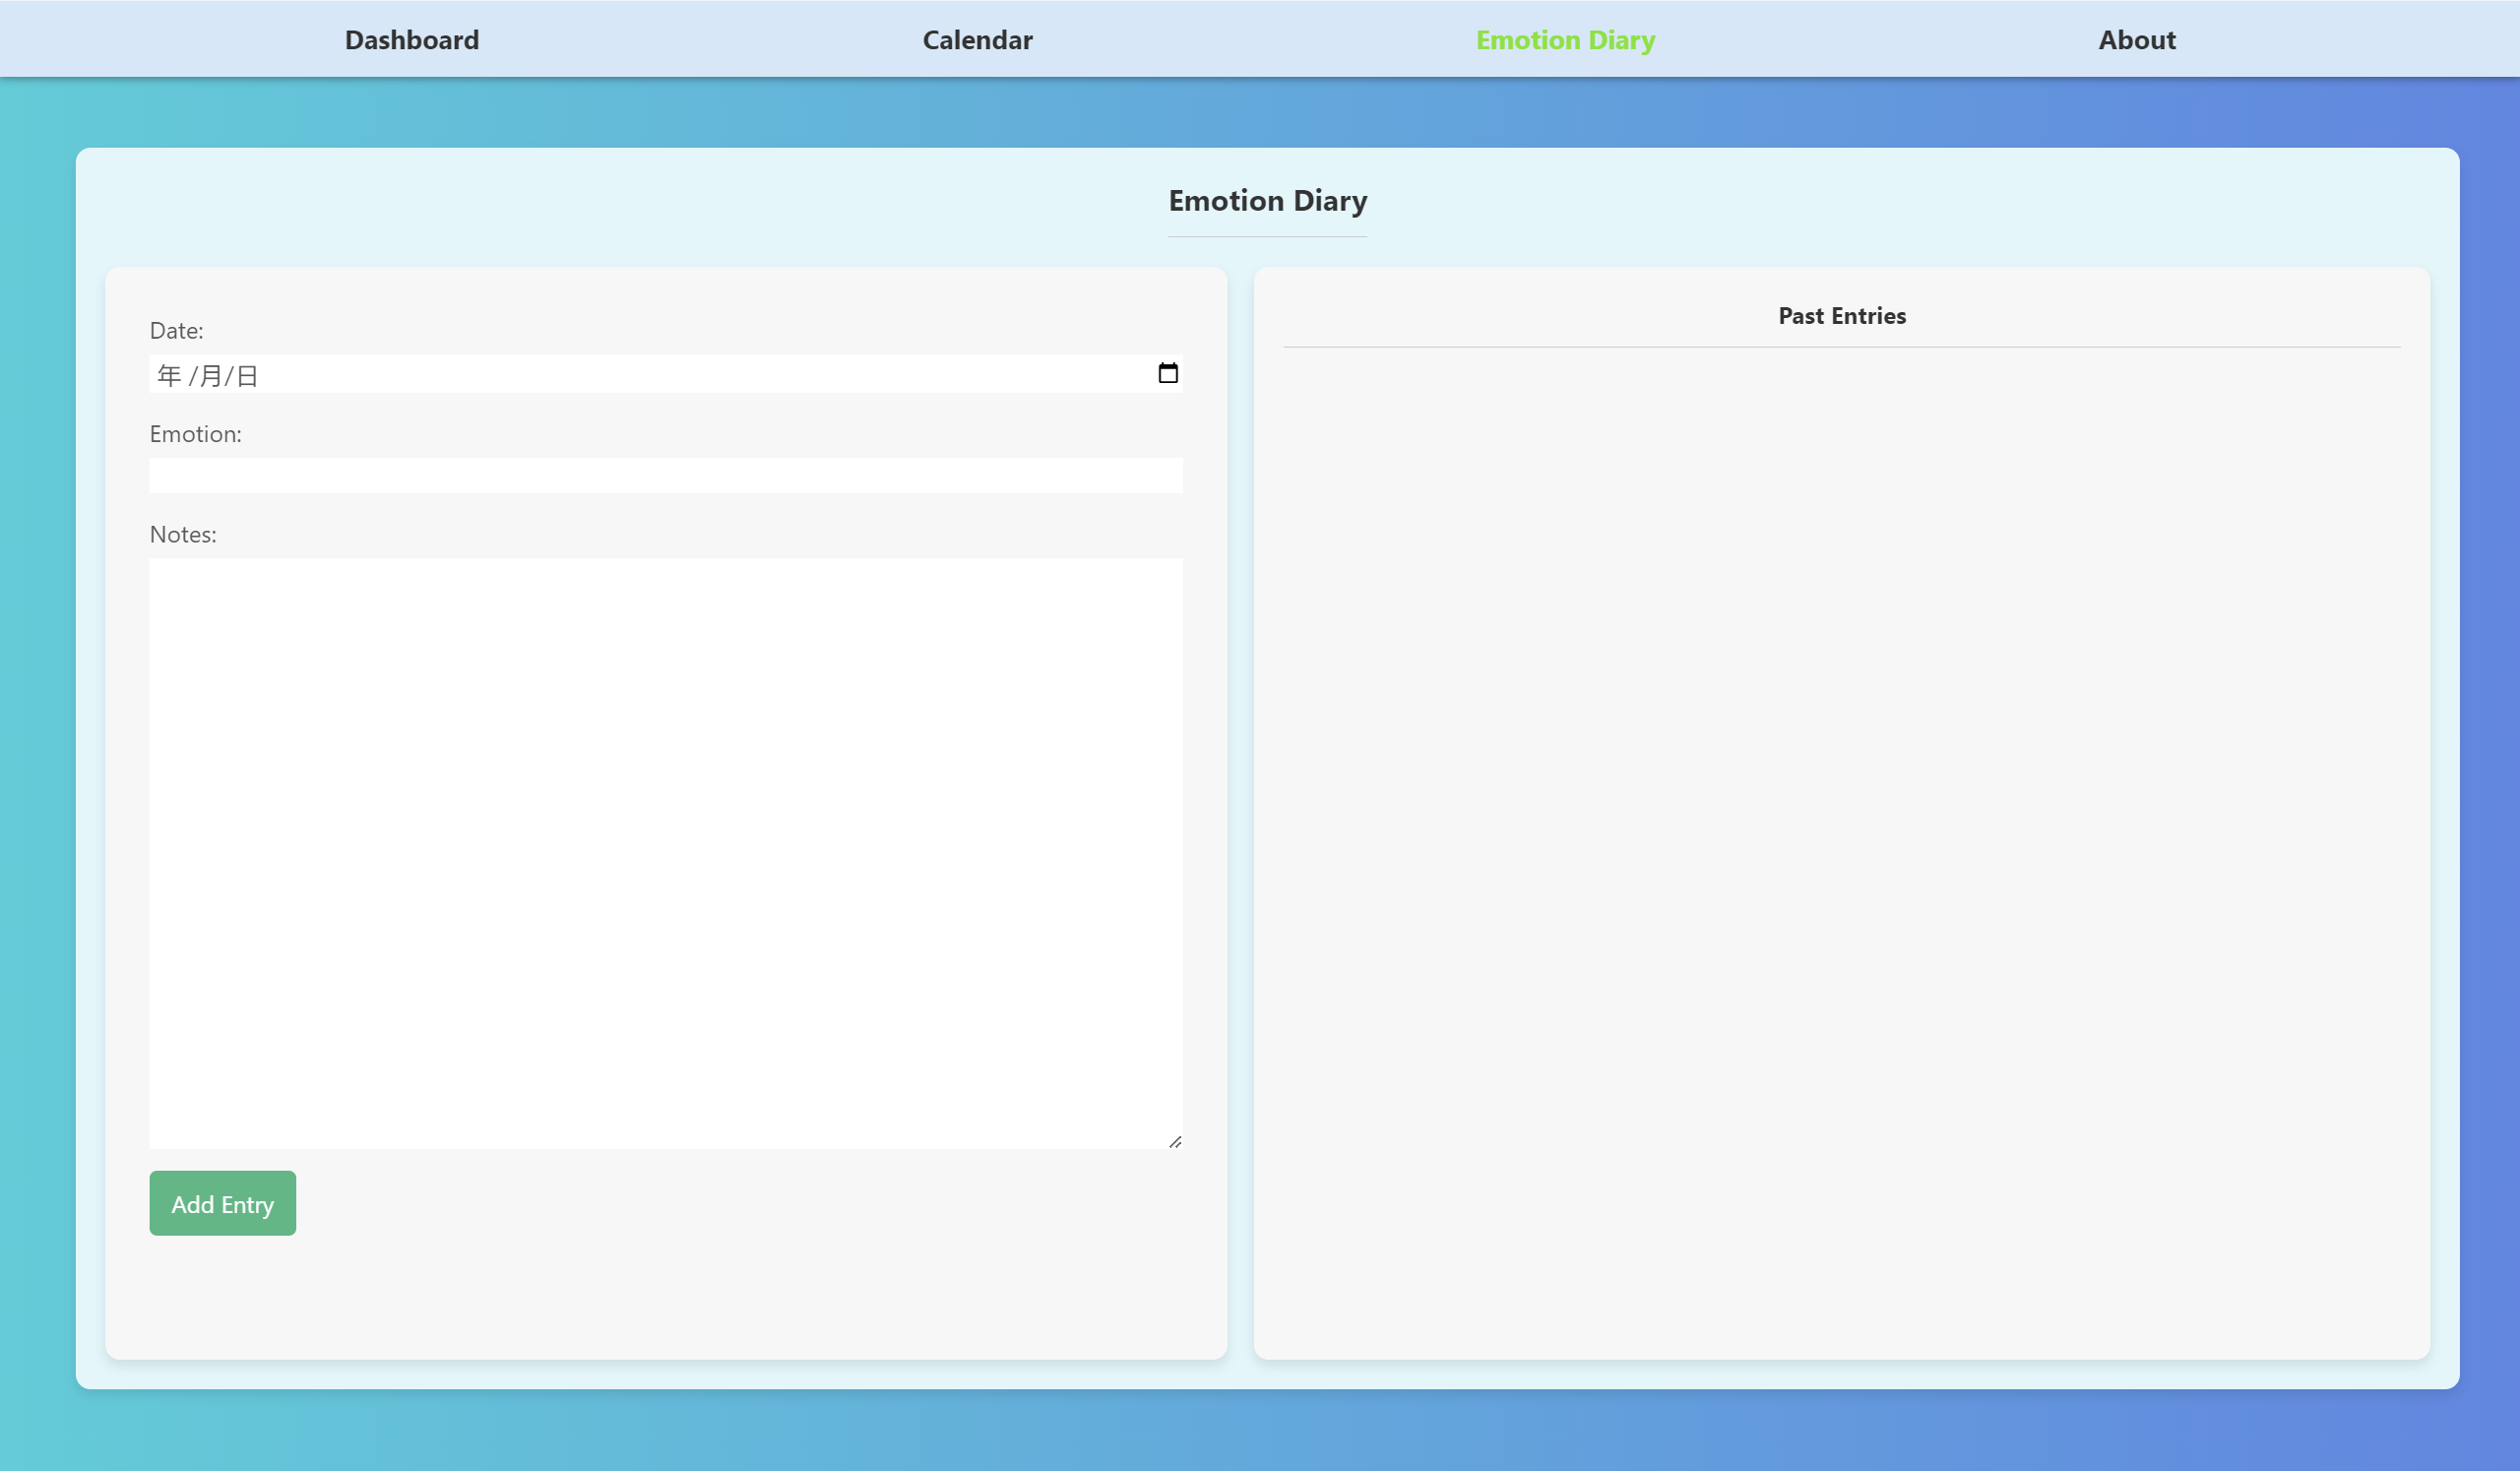 Dashboard Calendar Emotion Diary About
Emotion Diary
Date:
年 /月/日
Emotion:
Notes:
Add Entry
Past Entries